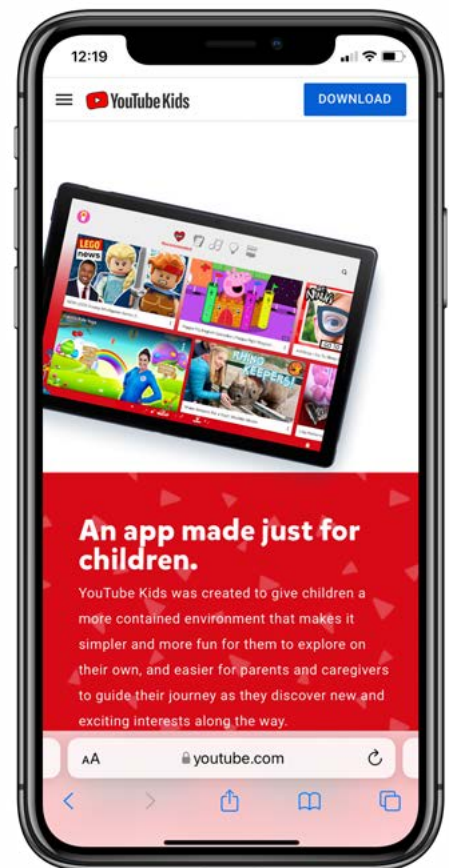 12:19
YouTube Kids
DOWNLOAD
Recommended
LEGO
news
RHINO
KEEPERS!
An app made just for
children.
YouTube Kids was created to give children a
more contained environment that makes it
simpler and more fun for them to explore on
their own, and easier for parents and caregivers
to guide their journey as they discover new and
exciting interests along the way.
AA
youtube.com